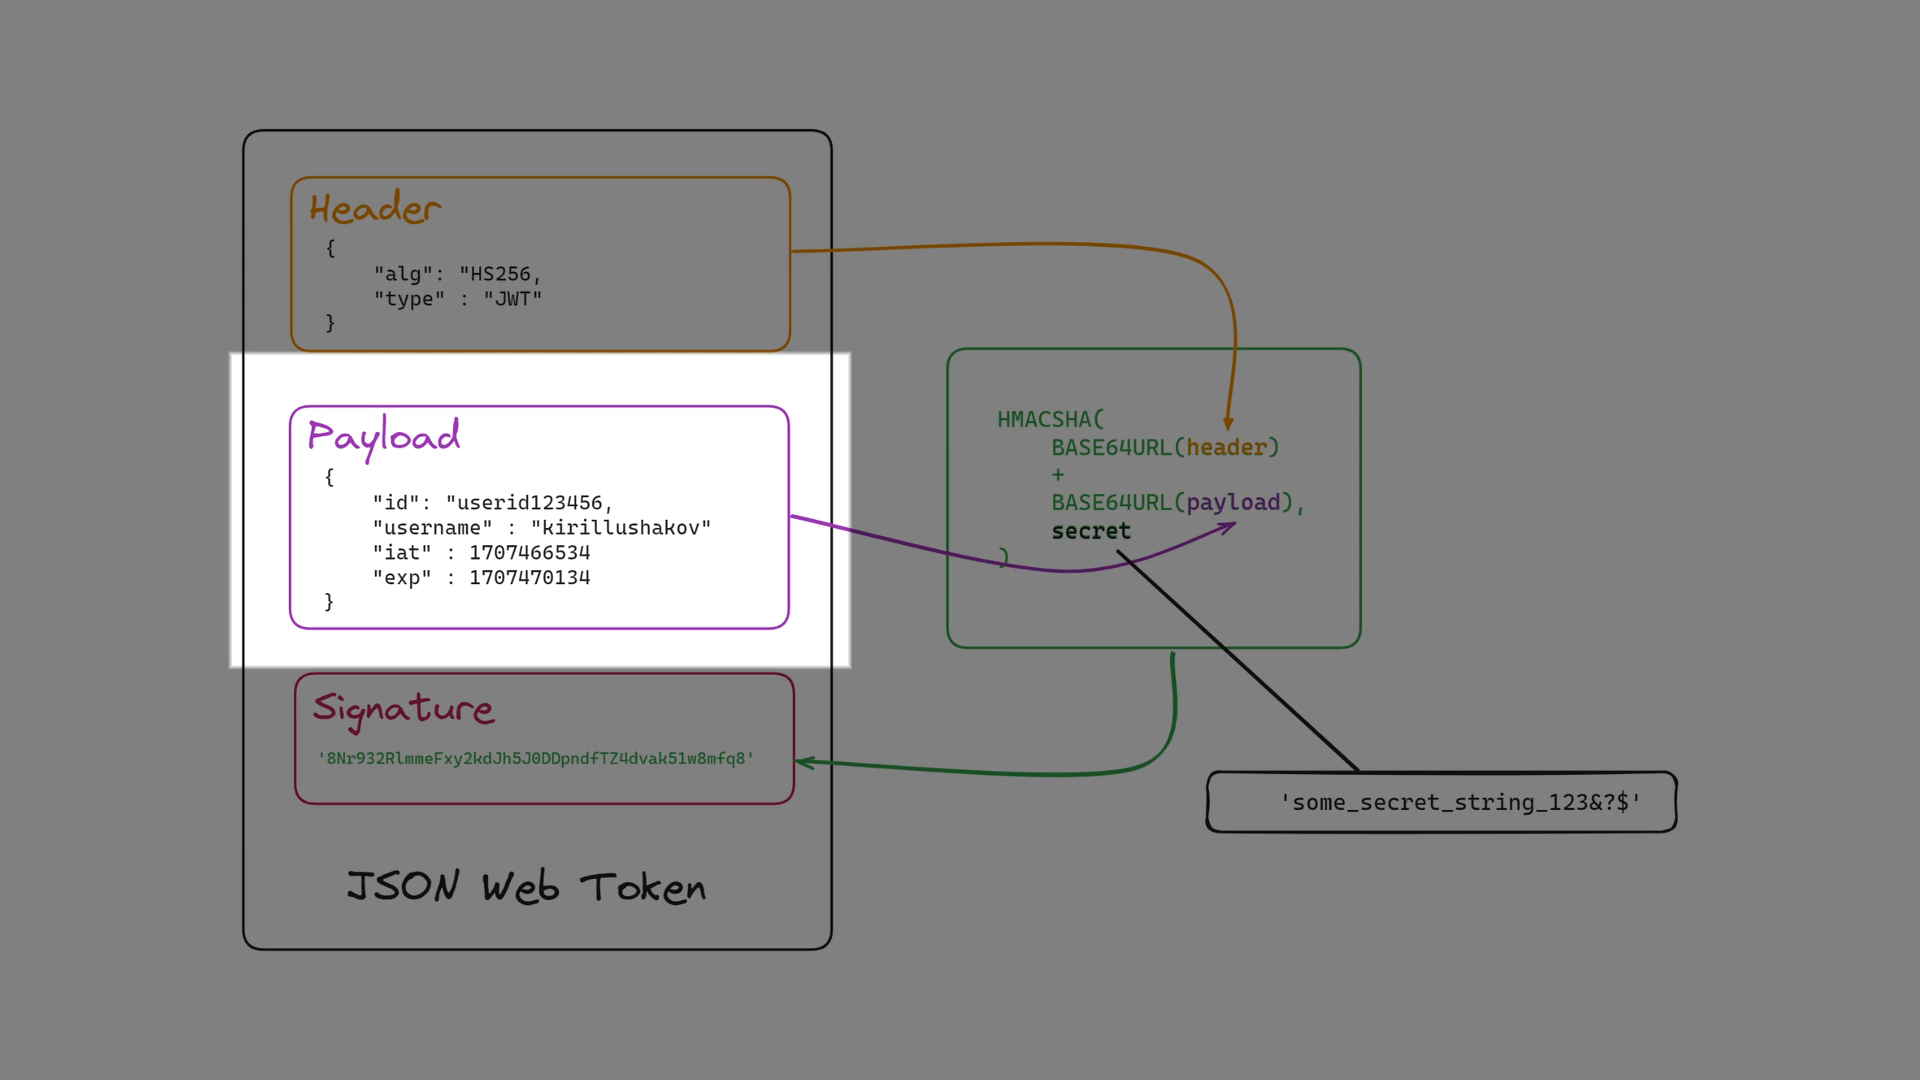 Header
{
"alg": "HS256,
"type" : "JWT"
}
Payload
{
"id": "userid123456,
"username" : "kirillushakov"
"iat" : 1707466534
"exp" : 1707470134
}
Signature
'8Nr932RlmmeFxy2kdJh5J0DDpndfTZ4dvak51w8mfq8'
JSON Web Token
HMACSHA(
BASE64URL(header)
+
BASE64URL(payload),
secret
)
'some_secret_string_123&?$'